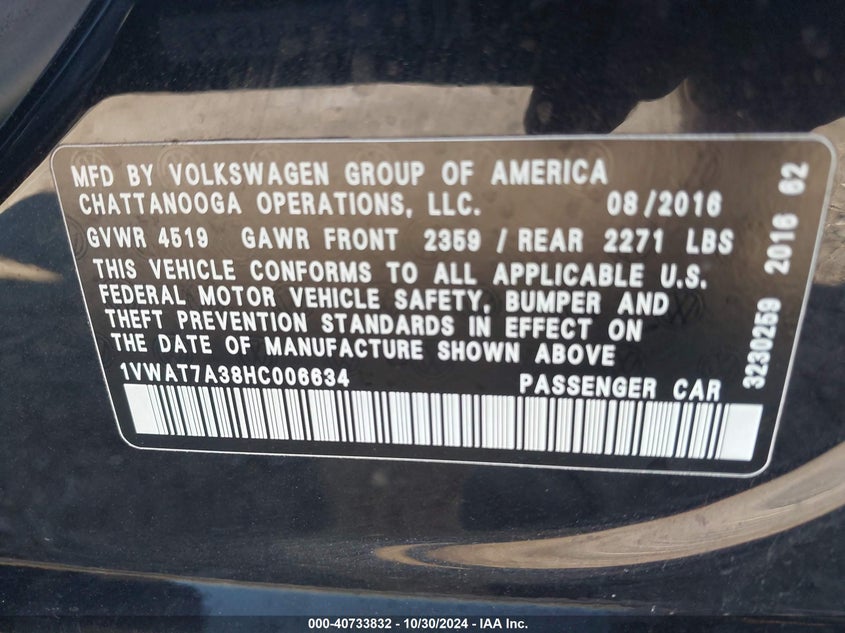 MFD BY VOLKSWAGEN GROUP OF AMERICA
CHATTANOOGA OPERATIONS, LLC. 08/2016
GVWR 4519 GAWR FRONT 2359 / REAR 2271 LBS
THIS VEHICLE CONFORMS TO ALL APPLICABLE U.S.
FEDERAL MOTOR VEHICLE SAFETY, BUMPER AND
THEFT PREVENTION STANDARDS IN EFFECT ON
THE DATE OF MANUFACTURE SHOWN ABOVE
1VWAT7A38HC006634 PASSENGER CAR
3230259 2016 62
000-40733832 - 10/30/2024 - IAA Inc.